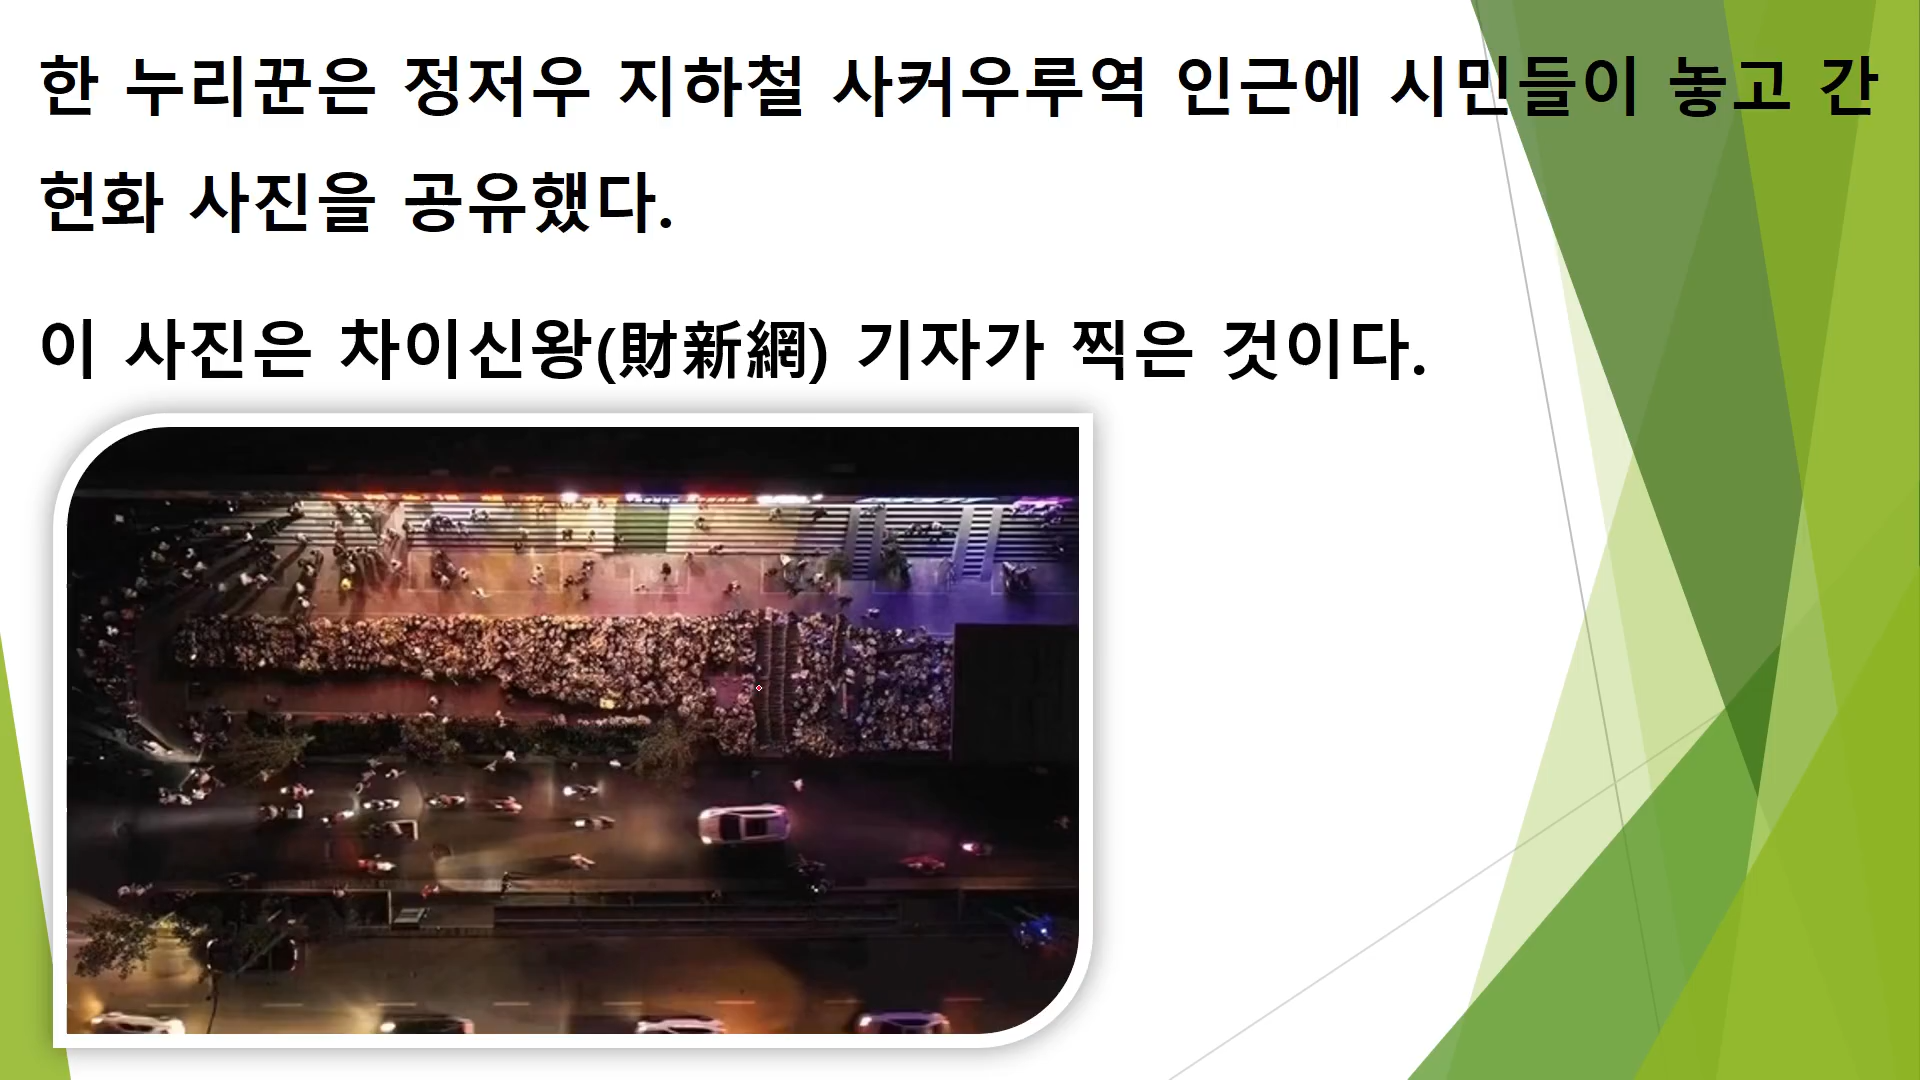 한 누리꾼은 정저우 지하철 사커우루역 인근에 시민들이 놓고 간
헌화 사진을 공유했다.
이 사진은 차이신왕(財新網) 기자가 찍은 것이다.